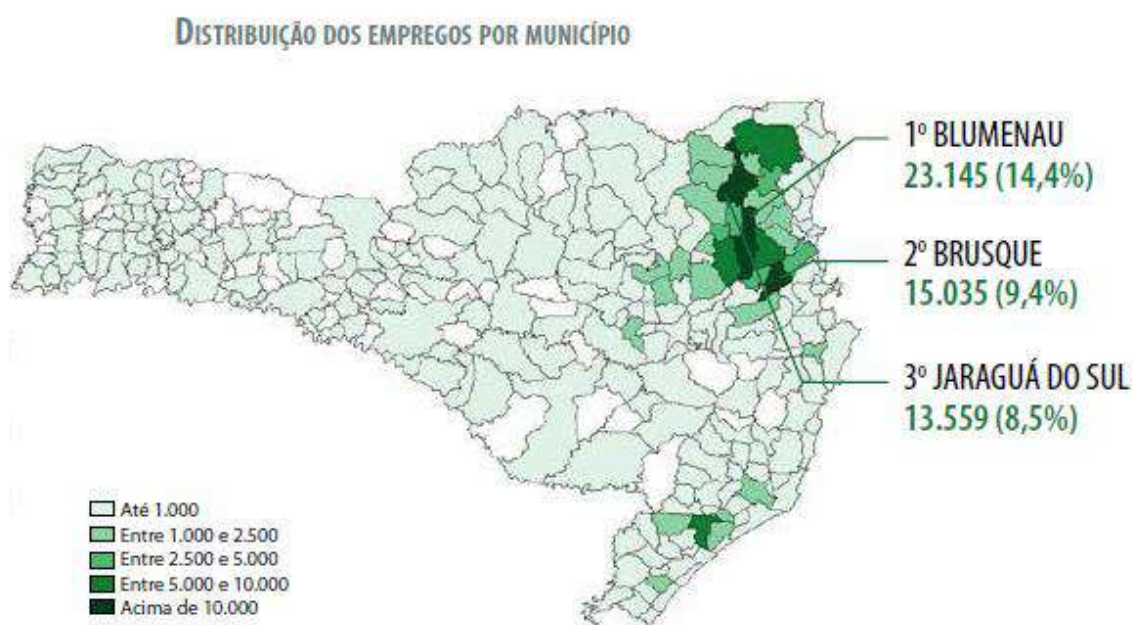 DISTRIBUIÇÃO DOS EMPREGOS POR MUNICÍPIO
1º BLUMENAU
23.145 (14,4%)
2º BRUSQUE
15.035 (9,4%)
3º JARAGUÁ DO SUL
13.559 (8,5%)
Até 1.000
Entre 1.000 e 2.500
Entre 2.500 e 5.000
Entre 5.000 e 10.000
Acima de 10.000